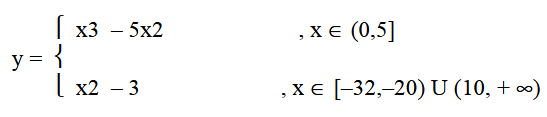 x3 – 5x2 , x ∈ (0,5]
y = {
x2 – 3 , x ∈ [–32,–20) U (10, + ∞)